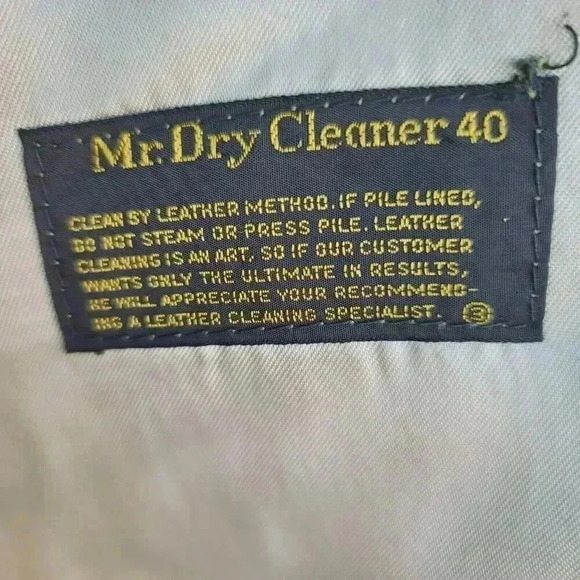 Mr. Dry Cleaner 40
CLEAN BY LEATHER METHOD. IF PILE LINED,
DO NOT STEAM OR PRESS PILE. LEATHER
CLEANING IS AN ART, SO IF OUR CUSTOMER
WANTS ONLY THE ULTIMATE IN RESULTS,
HE WILL APPRECIATE YOUR RECOMMEND-
ING A LEATHER CLEANING SPECIALIST. ③